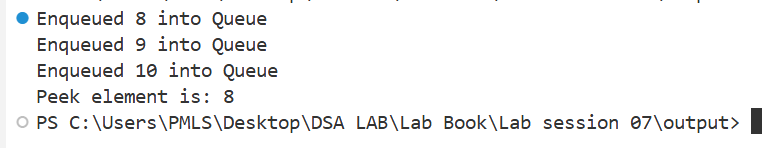 Enqueued 8 into Queue
Enqueued 9 into Queue
Enqueued 10 into Queue
Peek element is: 8
PS C:\Users\PMLS\Desktop\DSA LAB\Lab Book\Lab session 07\output>